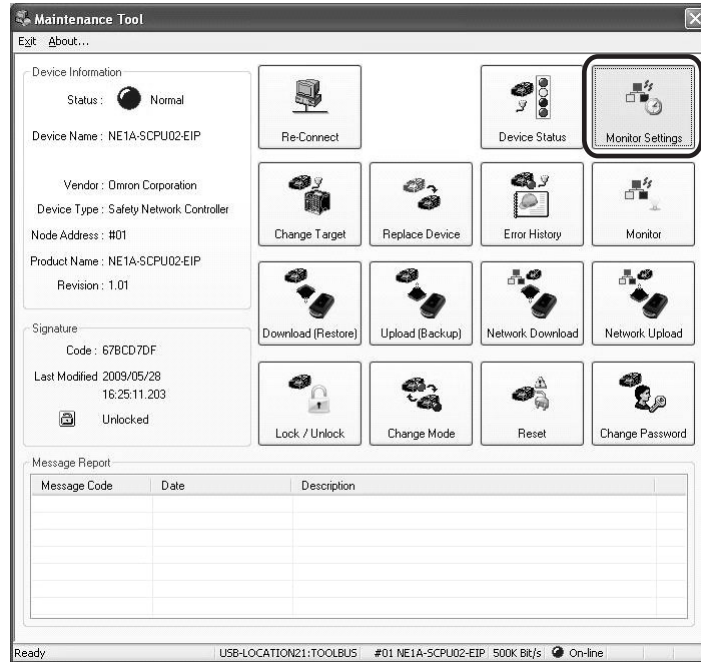 Maintenance Tool
Exit About...
Device Information
Status : Normal
Device Name : NE1A-SCPU02-EIP
Vendor : Omron Corporation
Device Type : Safety Network Controller
Node Address : #01
Product Name : NE1A-SCPU02-EIP
Revision : 1.01
Signature
Code : 67BCD7DF
Last Modified 2009/05/28
16:25:11.203
Unlocked
Re-Connect
Device Status
Monitor Settings
Change Target
Replace Device
Error History
Monitor
Download (Restore)
Upload (Backup)
Network Download
Network Upload
Lock / Unlock
Change Mode
Reset
Change Password
Message Report
Message Code Date Description
Ready USB-LOCATION21:TOOLBUS #01 NE1A-SCPU02-EIP 500K Bit/s On-line